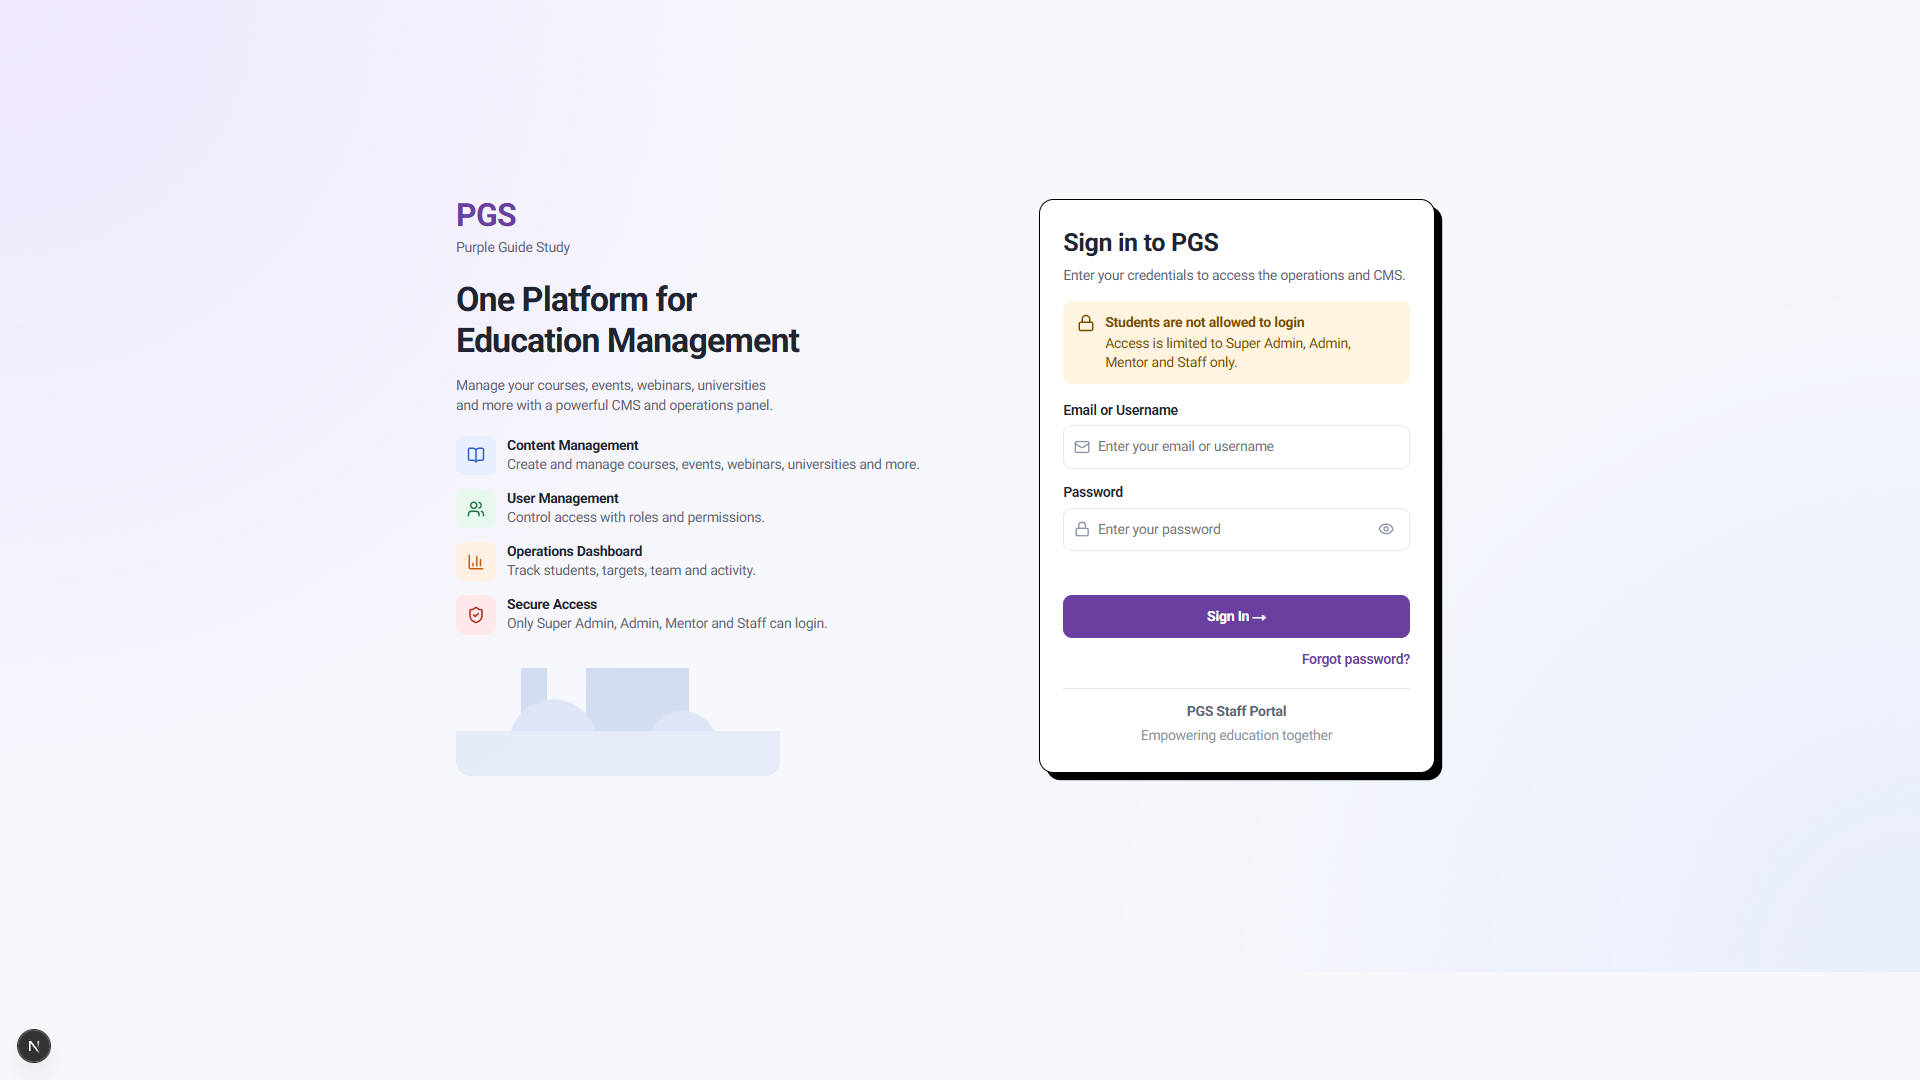 PGS
Purple Guide Study
One Platform for
Education Management
Manage your courses, events, webinars, universities
and more with a powerful CMS and operations panel.
Content Management
Create and manage courses, events, webinars, universities and more.
User Management
Control access with roles and permissions.
Operations Dashboard
Track students, targets, team and activity.
Secure Access
Only Super Admin, Admin, Mentor and Staff can login.
Sign in to PGS
Enter your credentials to access the operations and CMS.
Students are not allowed to login
Access is limited to Super Admin, Admin,
Mentor and Staff only.
Email or Username
Enter your email or username
Password
Enter your password
Sign In →
Forgot password?
PGS Staff Portal
Empowering education together
N